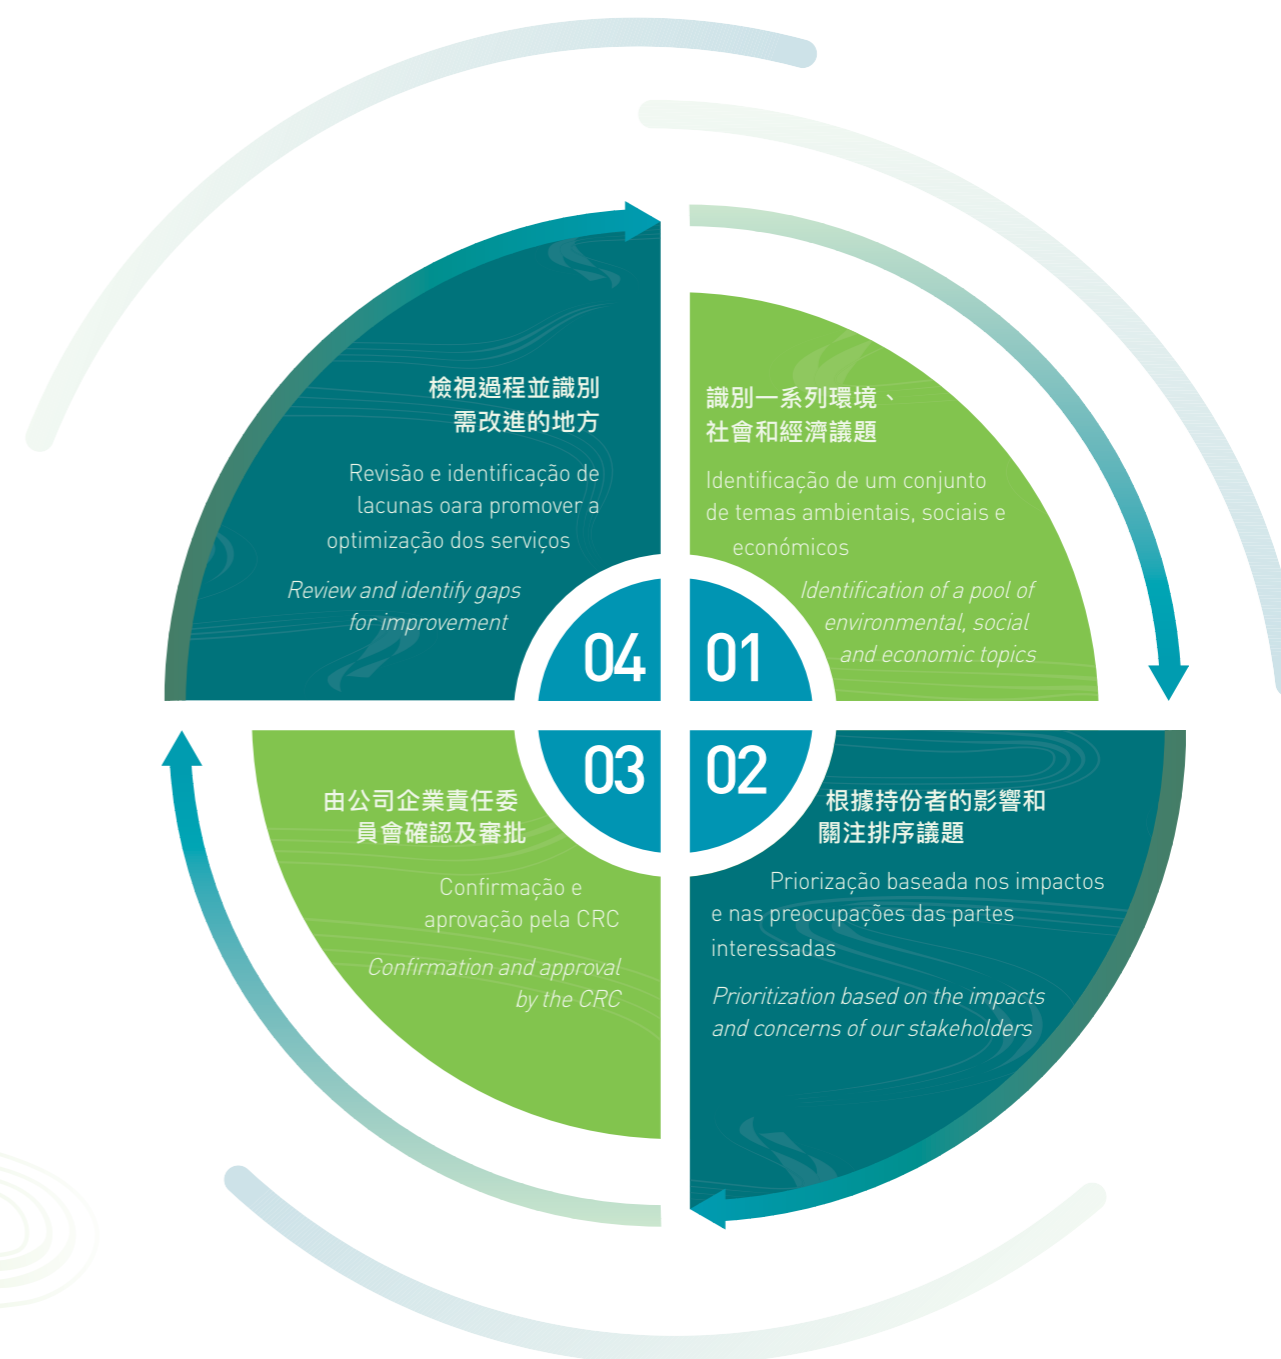 檢視過程並識別
需改進的地方
Revisão e identificação de
lacunas oara promover a
optimização dos serviços
Review and identify gaps
for improvement
04
識別一系列環境、
社會和經濟議題
Identificação de um conjunto
de temas ambientais, sociais e
económicos
Identification of a pool of
environmental, social
and economic topics
01
由公司企業責任委
員會確認及審批
Confirmação e
aprovação pela CRC
Confirmation and approval
by the CRC
03
02
根據持份者的影響和
關注排序議題
Priorização baseada nos impactos
e nas preocupações das partes
interessadas
Prioritization based on the impacts
and concerns of our stakeholders